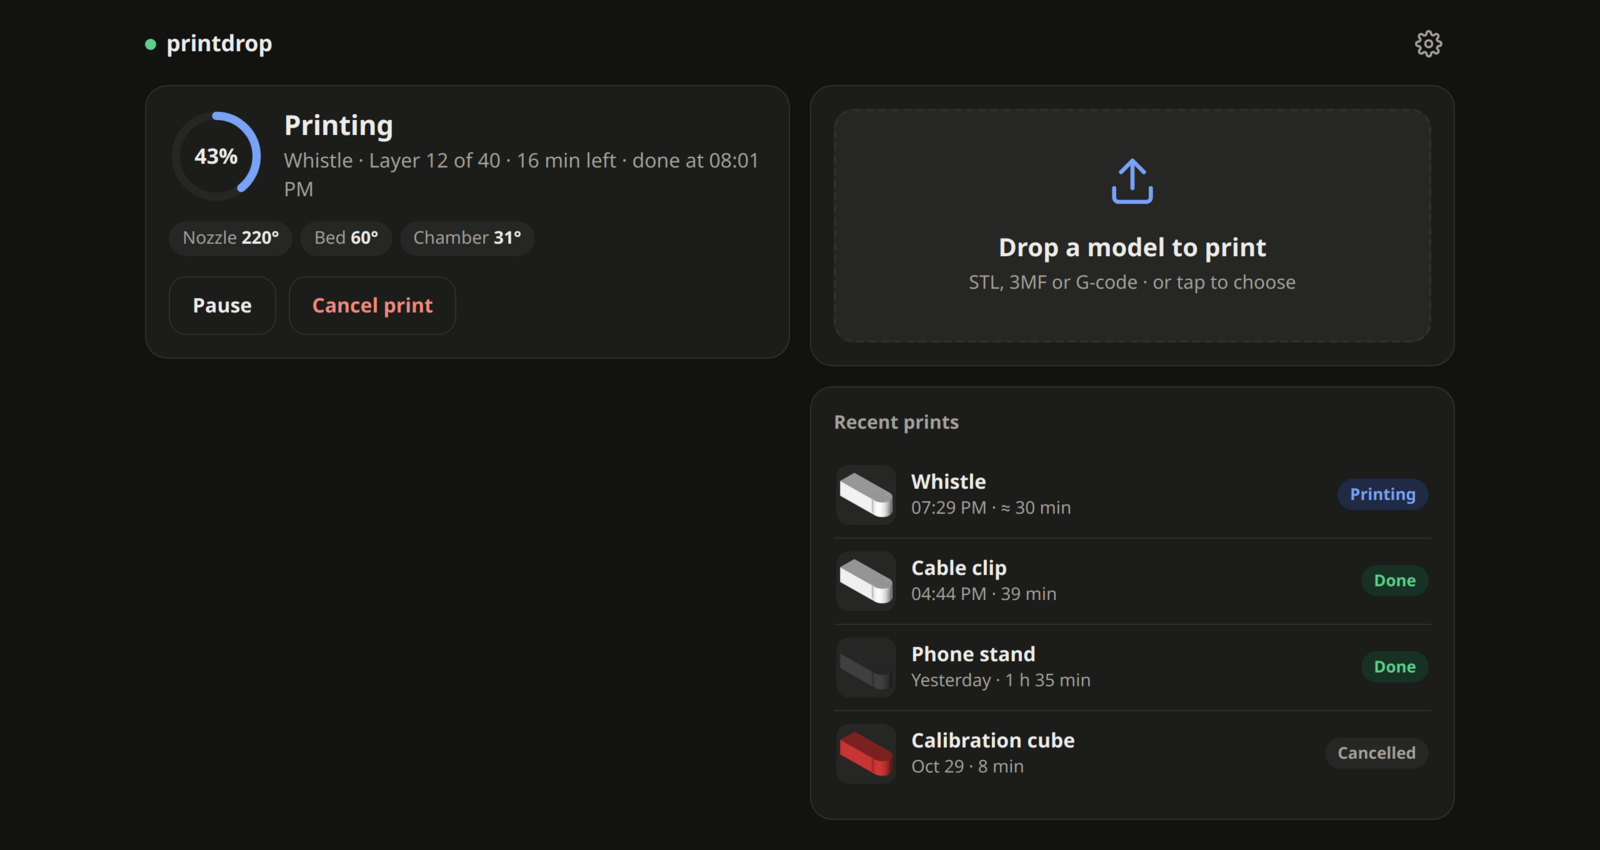 printdrop
43%
Printing
Whistle · Layer 12 of 40 · 16 min left · done at 08:01
PM
Nozzle 220° Bed 60° Chamber 31°
Pause Cancel print
Drop a model to print
STL, 3MF or G-code · or tap to choose
Recent prints
Whistle
07:29 PM · ≈ 30 min
Printing
Cable clip
04:44 PM · 39 min
Done
Phone stand
Yesterday · 1 h 35 min
Done
Calibration cube
Oct 29 · 8 min
Cancelled